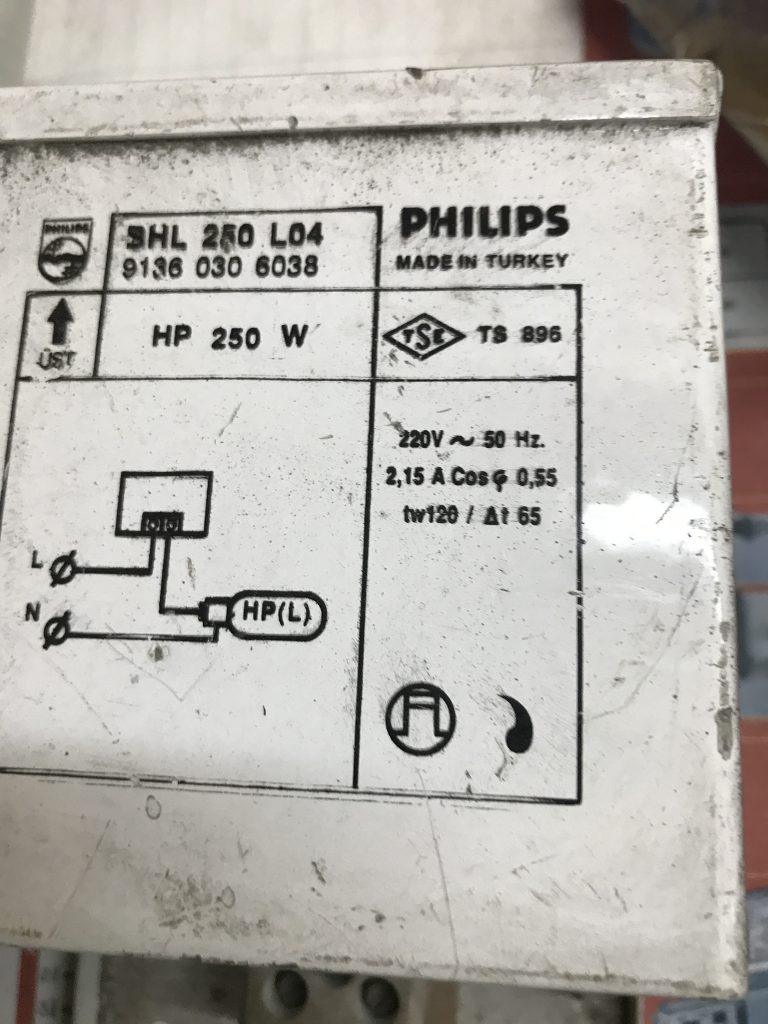 PHILIPS
BHL 250 L04
9136 030 6038
PHILIPS
MADE IN TURKEY
ÜST
HP 250 W
TSE TS 896
220V ~ 50 Hz.
2,15 A Cos φ 0,55
tw120 / Δt 65
L
N
HP(L)